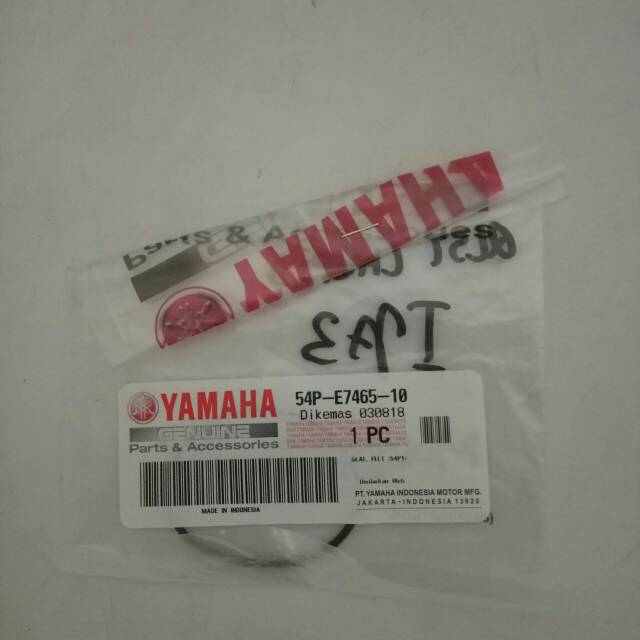 YAMAHA
Parts & Accessories
YAMAHA
GENUINE
Parts & Accessories
54P-E7465-10
Dikemas 030818
1 PC
MADE IN INDONESIA
PT. YAMAHA INDONESIA MOTOR MFG.
JAKARTA-INDONESIA 13920